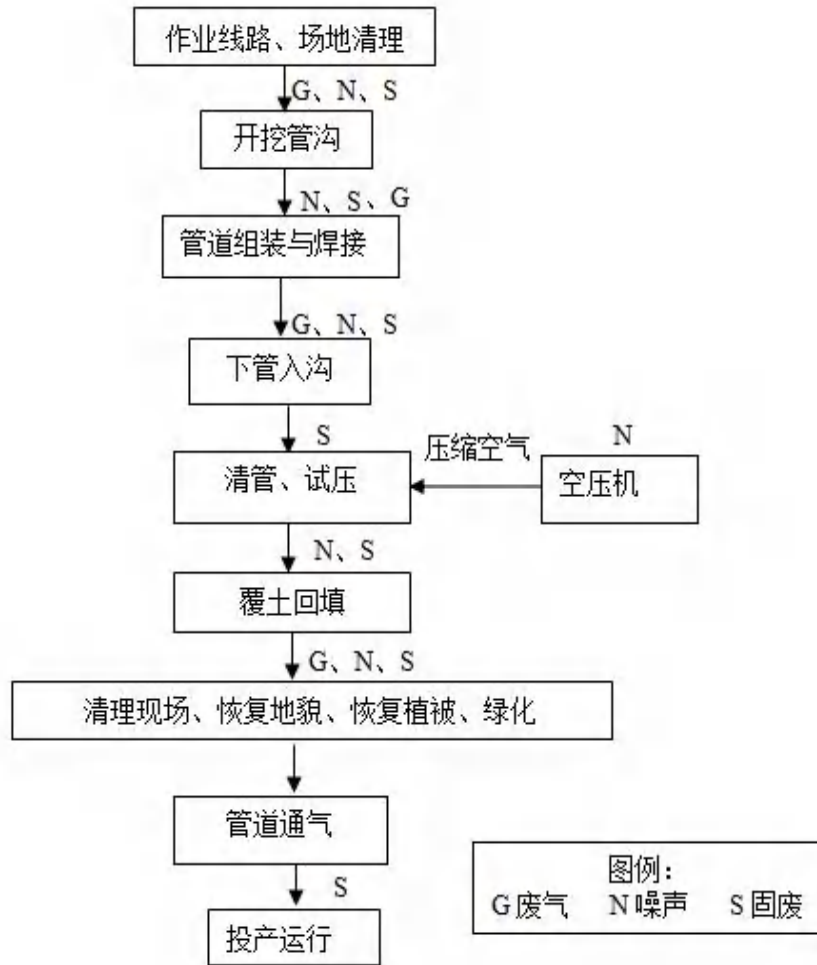 作业线路、场地清理
G、N、S
开挖管沟
N、S、G
管道组装与焊接
G、N、S
下管入沟
S
压缩空气
N
清管、试压
空压机
N、S
覆土回填
G、N、S
清理现场、恢复地貌、恢复植被、绿化
管道通气
S
投产运行
图例：
G 废气 N 噪声 S 固废